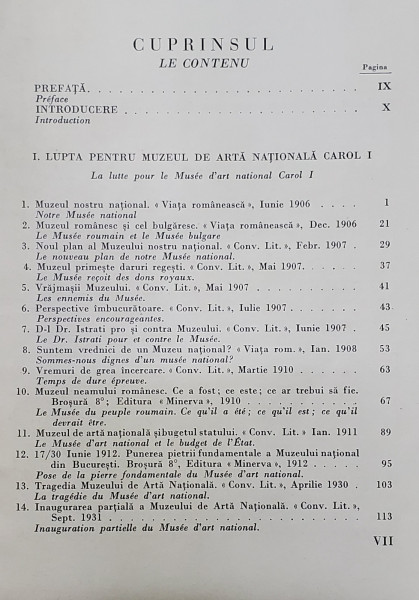 CUPRINSUL
LE CONTENU
Pagina
PREFAȚĂ. . . . . . . . . . . . . . . . . . . . . . IX
Préface
INTRODUCERE . . . . . . . . . . . . . . . . . . . . X
Introduction
I. LUPTA PENTRU MUZEUL DE ARTĂ NAȚIONALĂ CAROL I
La lutte pour le Musée d'art national Carol I
1. Muzeul nostru național. « Viața românească », Iunie 1906 . . . . 1
Notre Musée national
2. Muzeul românesc și cel bulgăresc. « Viața românească », Dec. 1906 21
Le Musée roumain et le Musée bulgare
3. Noul plan al Muzeului nostru național. « Conv. Lit. », Febr. 1907 . 29
Le nouveau plan de notre Musée national.
4. Muzeul primește daruri regești. « Conv. Lit. », Mai 1907. . . . . 37
Le Musée reçoit des dons royaux.
5. Vrăjmașii Muzeului. « Conv. Lit. », Mai 1907 . . . . . . . . 41
Les ennemis du Musée.
6. Perspective îmbucurătoare. « Conv. Lit. », Iulie 1907 . . . . . . 43
Perspectives encourageantes.
7. D-l Dr. Istrati pro și contra Muzeului. « Conv. Lit. », Iunie 1907 . 45
Le Dr. Istrati pour et contre le Musée.
8. Suntem vrednici de un Muzeu național? « Viața rom. », Ian. 1908 53
Sommes-nous dignes d'un musée national?
9. Vremuri de grea încercare. « Conv. Lit. », Martie 1910 . . . . . 63
Temps de dure épreuve.
10. Muzeul neamului românesc. Ce a fost; ce este; ce ar trebui să fie.
Broșură 8°, Editura « Minerva », 1910 . . . . . . . . . . . 67
Le Musée du peuple roumain. Ce qu'il a été; ce qu'il est; ce qu'il
devrait être.
11. Muzeul de artă națională șibugetul statului. « Conv. Lit. » Ian. 1911 89
Le Musée d'art national et le budget de l'État.
12. 17/30 Iunie 1912. Punerea pietrii fundamentale a Muzeului național
din București. Broșură 8°, Editura « Minerva », 1912 . . . . . 95
Pose de la pierre fondamentale du Musée d'art national.
13. Tragedia Muzeului de Artă Națională. « Conv. Lit. », Aprilie 1930 . 103
La tragédie du Musée d'art national.
14. Inaugurarea parțială a Muzeului de Artă Națională. « Conv. Lit. »,
Sept. 1931 . . . . . . . . . . . . . . . . . . . . 113
Inauguration partielle du Musée d'art national.
VII